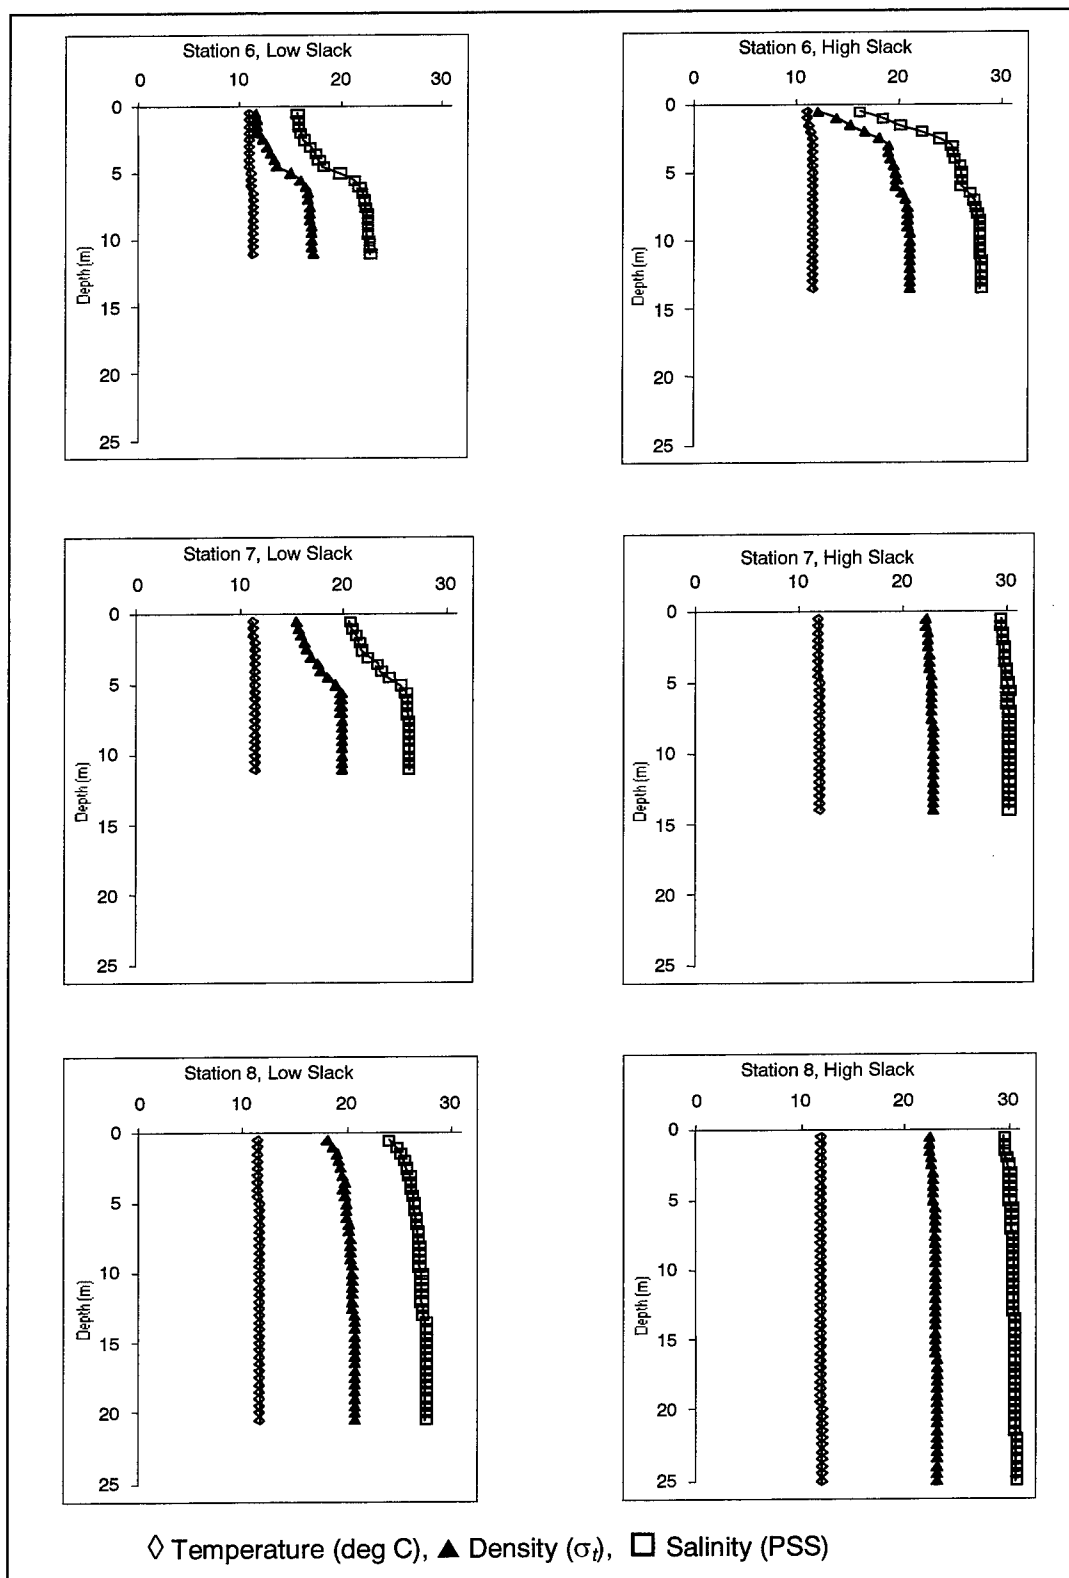 Station 6, Low Slack
0 10 20 30
0
5
10
15
20
25
Depth (m)
Station 6, High Slack
0 10 20 30
0
5
10
15
20
25
Depth (m)
Station 7, Low Slack
0 10 20 30
0
5
10
15
20
25
Depth (m)
Station 7, High Slack
0 10 20 30
0
5
10
15
20
25
Depth (m)
Station 8, Low Slack
0 10 20 30
0
5
10
15
20
25
Depth (m)
Station 8, High Slack
0 10 20 30
0
5
10
15
20
25
Depth (m)
◊ Temperature (deg C), ▲ Density (σt), □ Salinity (PSS)